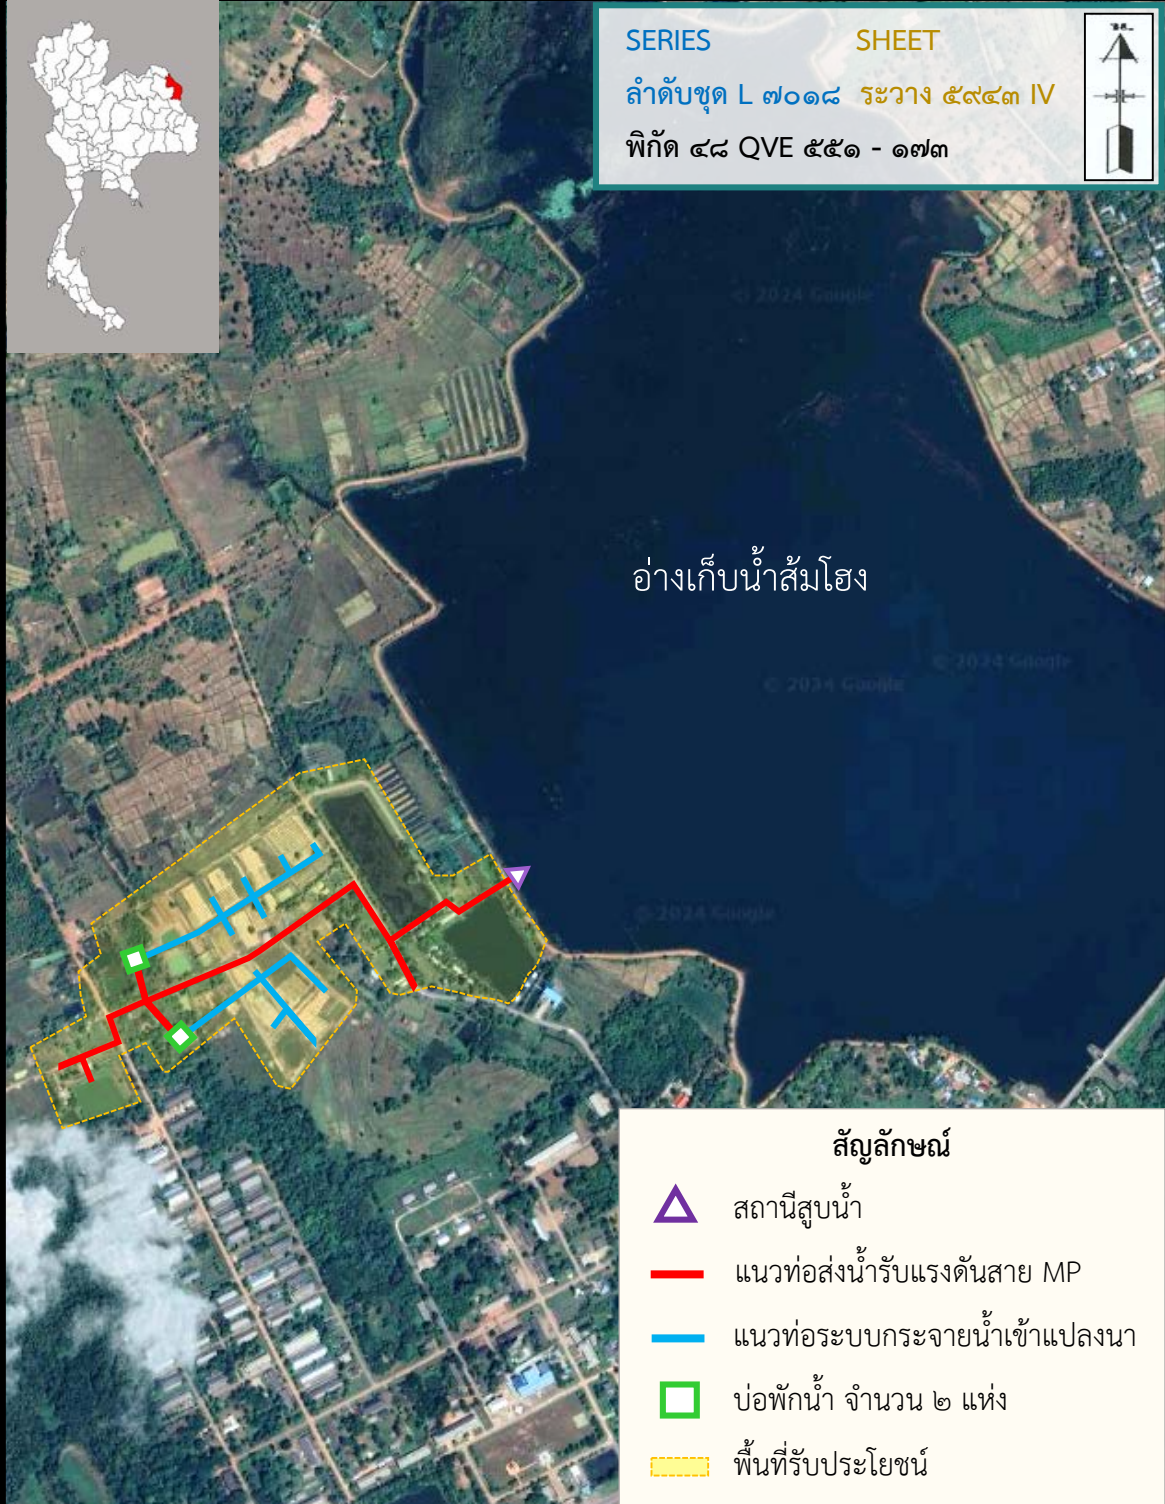 SERIES SHEET
ลำดับชุด L ๗๐๑๘ ระวาง ๕๙๔๓ IV
พิกัด ๔๘ QVE ๕๕๑ - ๑๗๓
© 2024 Google
อ่างเก็บน้ำส้มโฮง
© 2024 Google
© 2024 Google
© 2024 Google
สัญลักษณ์
สถานีสูบน้ำ
แนวท่อส่งน้ำรับแรงดันสาย MP
แนวท่อระบบกระจายน้ำเข้าแปลงนา
บ่อพักน้ำ จำนวน ๒ แห่ง
พื้นที่รับประโยชน์